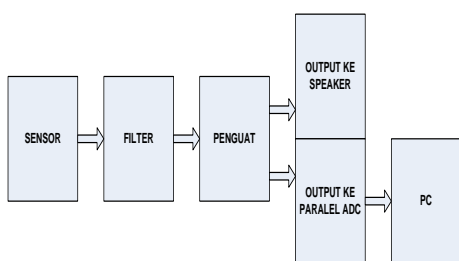 SENSOR
FILTER
PENGUAT
OUTPUT KE
SPEAKER
OUTPUT KE
PARALEL ADC
PC